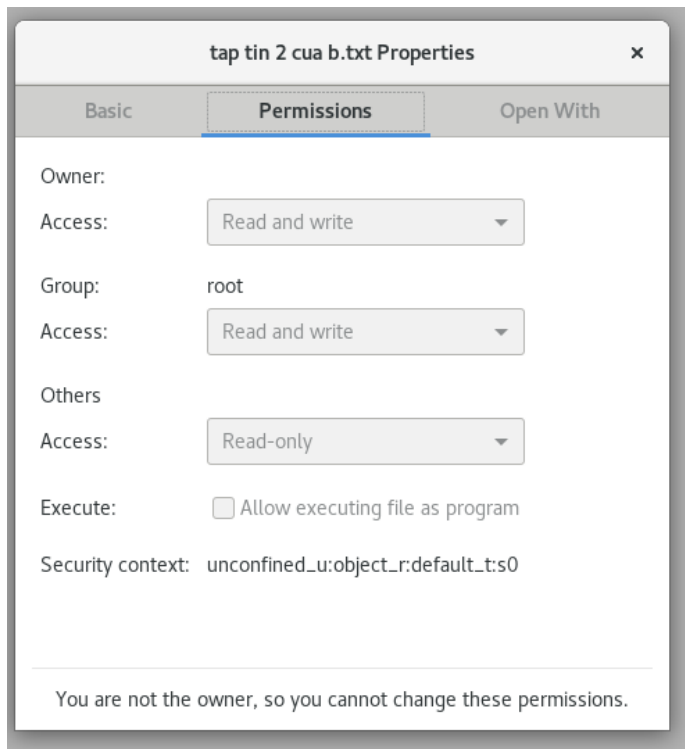 tap tin 2 cua b.txt Properties ×
Basic Permissions Open With
Owner:
Access: Read and write
Group: root
Access: Read and write
Others
Access: Read-only
Execute: Allow executing file as program
Security context: unconfined_u:object_r:default_t:s0
You are not the owner, so you cannot change these permissions.